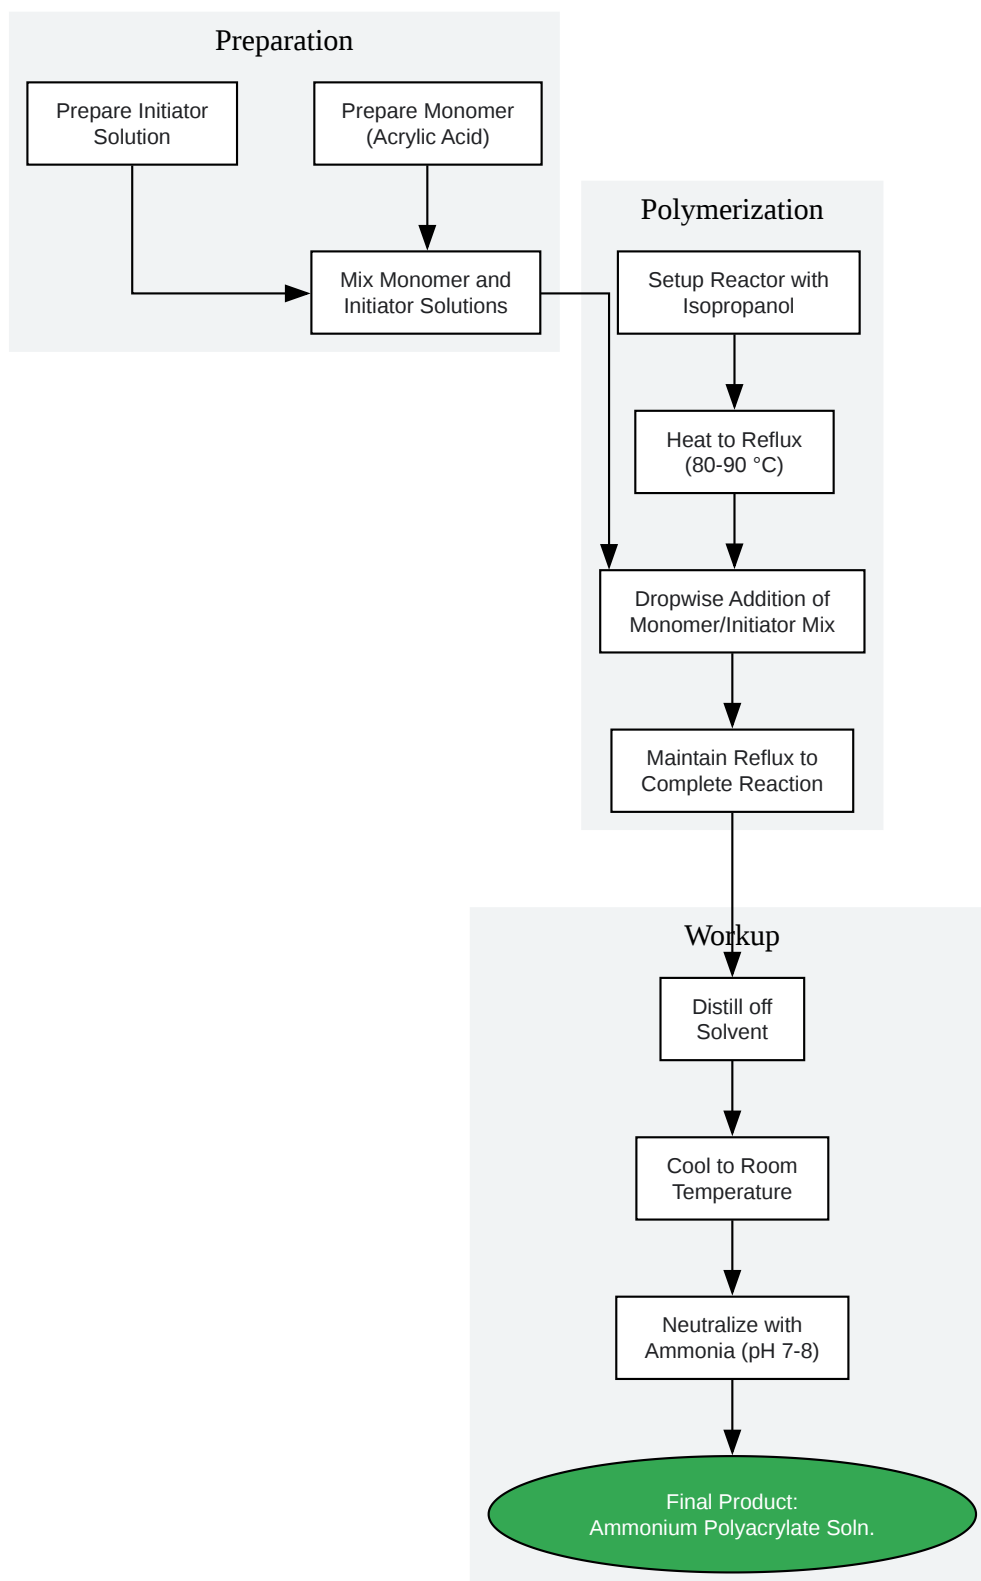 Preparation
Prepare Initiator
Solution
Prepare Monomer
(Acrylic Acid)
Mix Monomer and
Initiator Solutions
Polymerization
Setup Reactor with
Isopropanol
Heat to Reflux
(80-90 °C)
Dropwise Addition of
Monomer/Initiator Mix
Maintain Reflux to
Complete Reaction
Workup
Distill off
Solvent
Cool to Room
Temperature
Neutralize with
Ammonia (pH 7-8)
Final Product:
Ammonium Polyacrylate Soln.